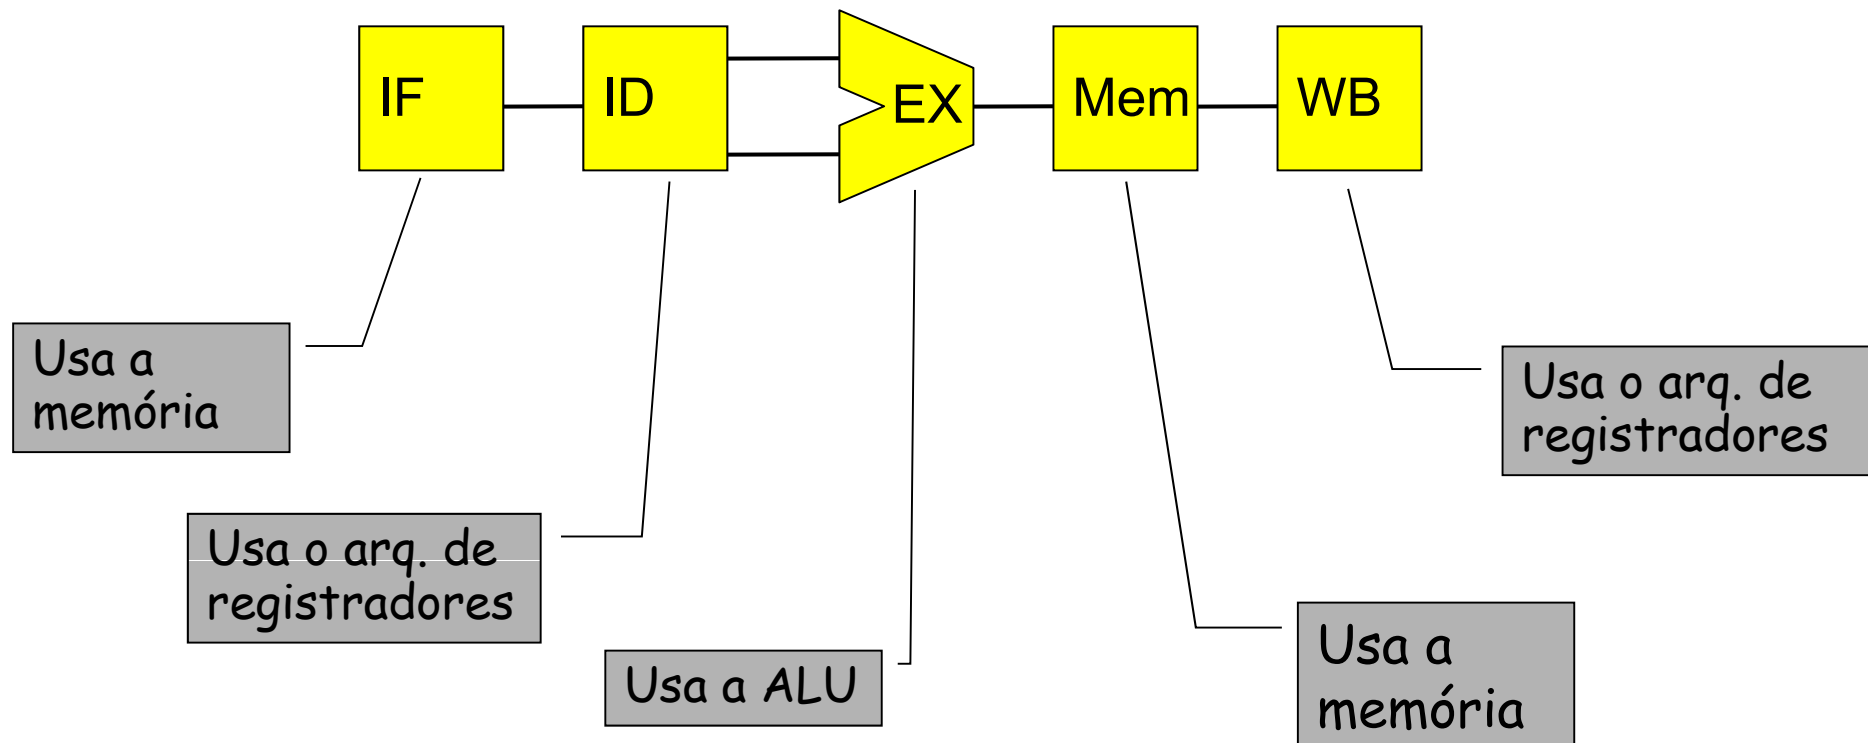 IF
ID
EX
Mem
WB
Usa a
memória
Usa o arq. de
registradores
Usa a ALU
Usa a
memória
Usa o arq. de
registradores